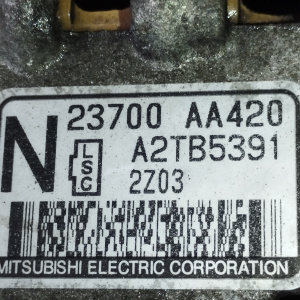 N 23700 AA420
LSC A2TB5391
2Z03
MITSUBISHI ELECTRIC CORPORATION